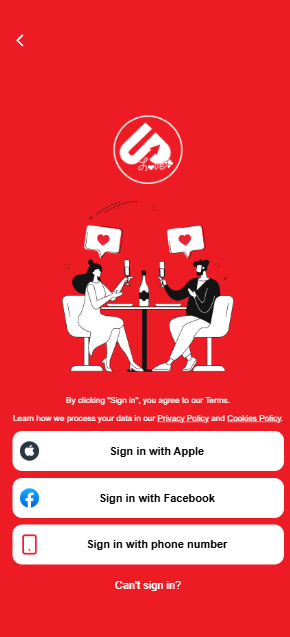 Love
By clicking "Sign in", you agree to our Terms.
Learn how we process your data in our Privacy Policy and Cookies Policy.
Sign in with Apple
Sign in with Facebook
Sign in with phone number
Can't sign in?